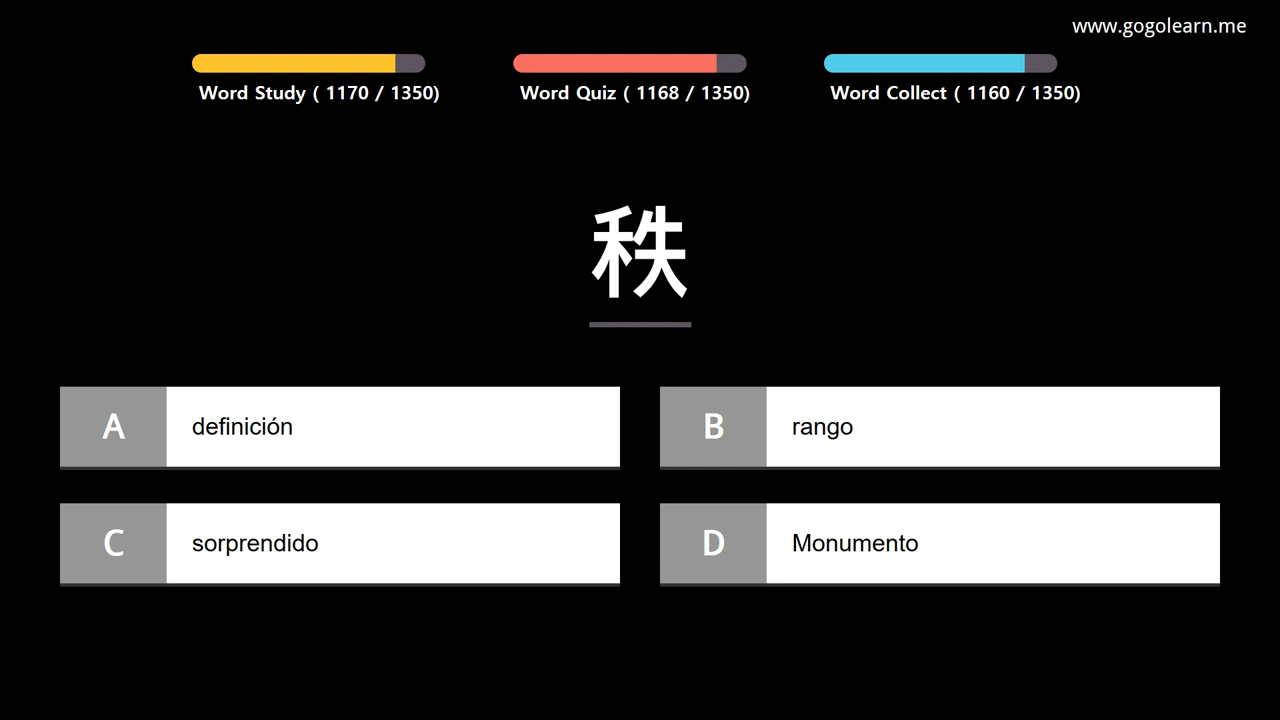 www.gogolearn.me
Word Study ( 1170 / 1350)
Word Quiz ( 1168 / 1350)
Word Collect ( 1160 / 1350)
秩
A definición
B rango
C sorprendido
D Monumento